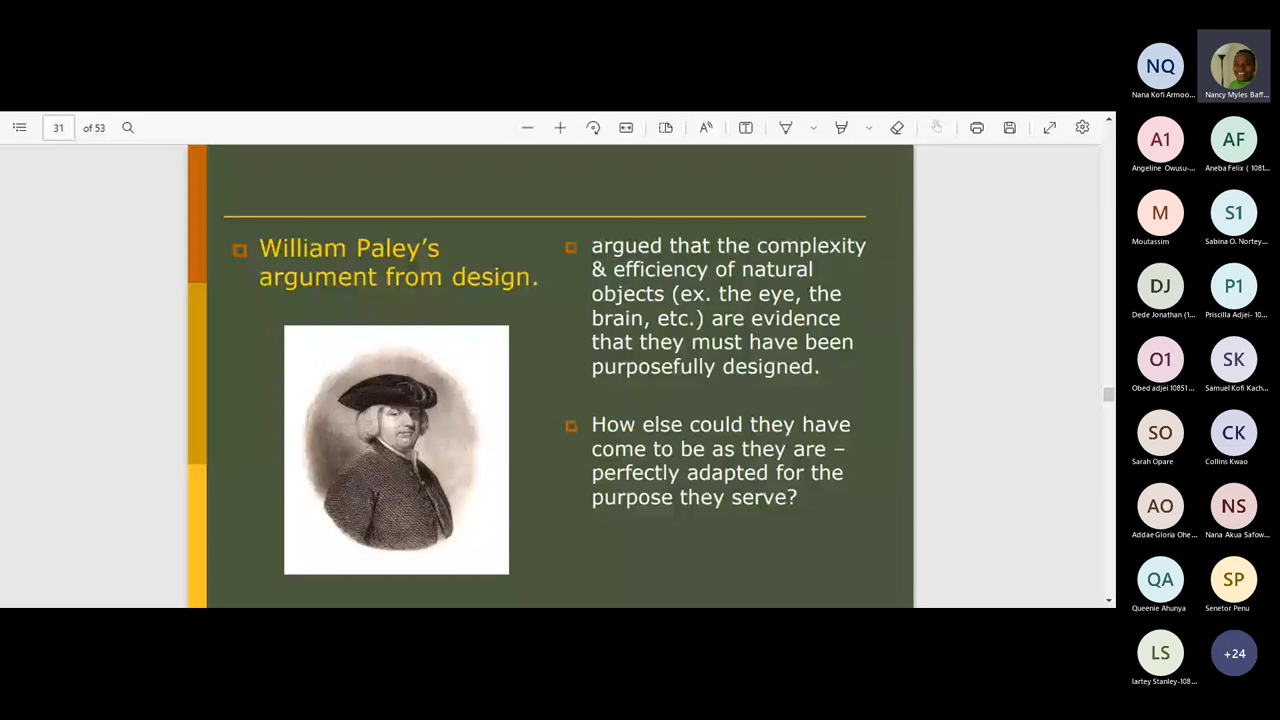 31 of 53
William Paley's
argument from design.
argued that the complexity
& efficiency of natural
objects (ex. the eye, the
brain, etc.) are evidence
that they must have been
purposefully designed.
How else could they have
come to be as they are –
perfectly adapted for the
purpose they serve?
NQ
Nana Kofi Armoo...
Nancy Myles Baff...
A1
Angeline Owusu-...
AF
Aneba Felix ( 1081...
M
Moutassim
S1
Sabina O. Nortey...
DJ
Dede Jonathan (1...
P1
Priscilla Adjei- 10...
O1
Obed adjei 10851...
SK
Samuel Kofi Kach...
SO
Sarah Opare
CK
Collins Kwao
AO
Addae Gloria Ohe...
NS
Nana Akua Safow...
QA
Queenie Ahunya
SP
Senetor Penu
LS
lartey Stanley-108...
+24